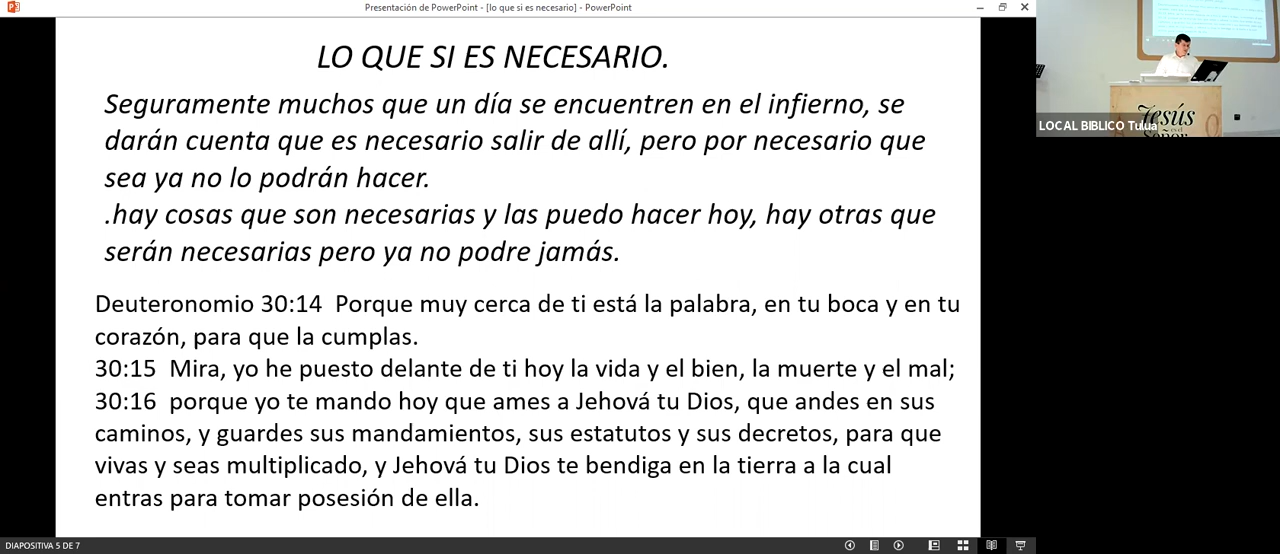 Presentación de PowerPoint - [lo que si es necesario] - PowerPoint
LO QUE SI ES NECESARIO.
Seguramente muchos que un día se encuentren en el infierno, se
darán cuenta que es necesario salir de allí, pero por necesario que
sea ya no lo podrán hacer.
.hay cosas que son necesarias y las puedo hacer hoy, hay otras que
serán necesarias pero ya no podre jamás.
Deuteronomio 30:14 Porque muy cerca de ti está la palabra, en tu boca y en tu
corazón, para que la cumplas.
30:15 Mira, yo he puesto delante de ti hoy la vida y el bien, la muerte y el mal;
30:16 porque yo te mando hoy que ames a Jehová tu Dios, que andes en sus
caminos, y guardes sus mandamientos, sus estatutos y sus decretos, para que
vivas y seas multiplicado, y Jehová tu Dios te bendiga en la tierra a la cual
entras para tomar posesión de ella.
DIAPOSITIVA 5 DE 7
LOCAL BIBLICO Tuluá
Jesús
es el
Señor